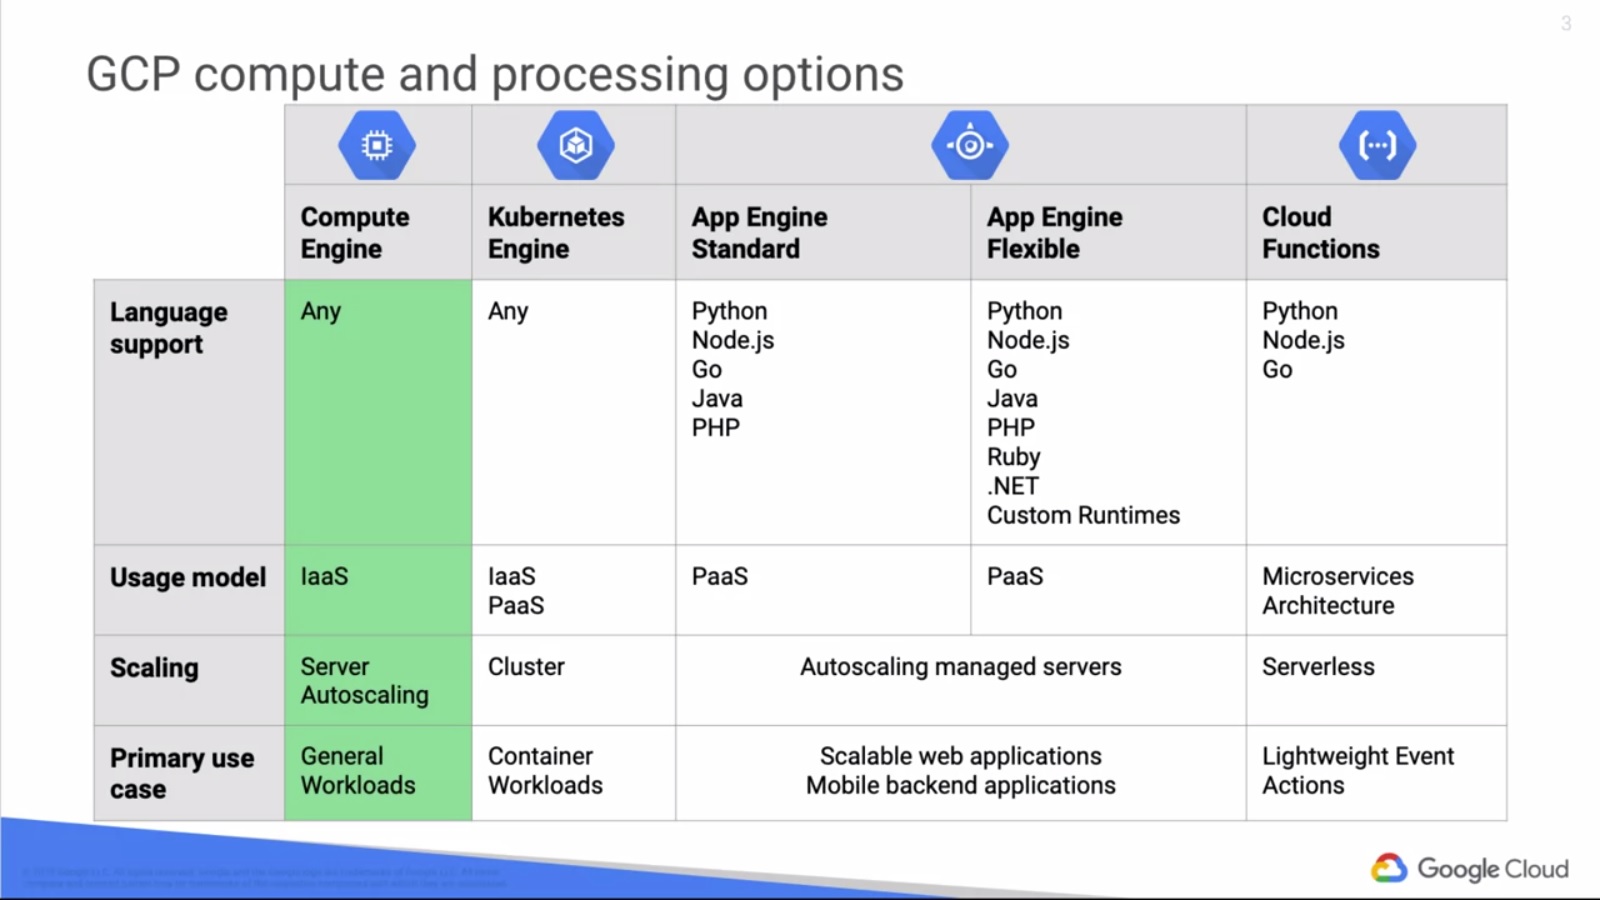 3
GCP compute and processing options
Compute
Engine
Kubernetes
Engine
App Engine
Standard
App Engine
Flexible
Cloud
Functions
Language
support
Any
Any
Python
Node.js
Go
Java
PHP
Python
Node.js
Go
Java
PHP
Ruby
.NET
Custom Runtimes
Python
Node.js
Go
Usage model
IaaS
IaaS
PaaS
PaaS
PaaS
Microservices
Architecture
Scaling
Server
Autoscaling
Cluster
Autoscaling managed servers
Serverless
Primary use
case
General
Workloads
Container
Workloads
Scalable web applications
Mobile backend applications
Lightweight Event
Actions
Google Cloud